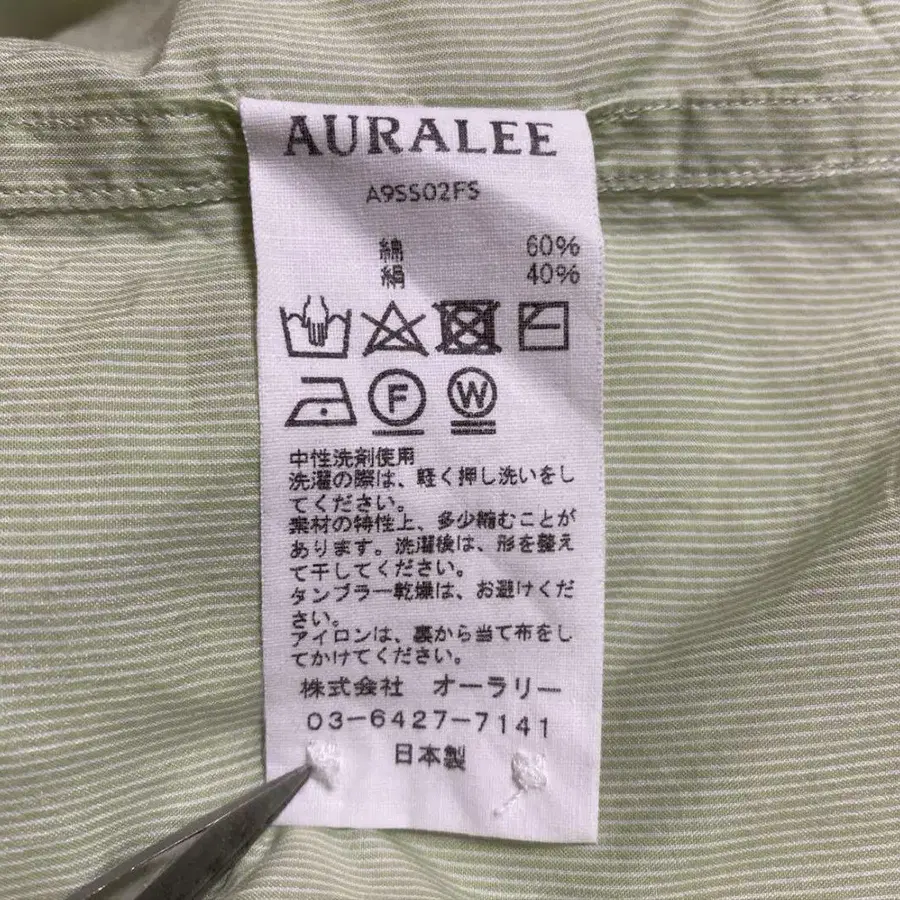 AURALEE
A9SS02FS
綿 60%
絹 40%
F W
中性洗剤使用
洗濯の際は、軽く押し洗いをし
てください。
素材の特性上、多少縮むことが
あります。洗濯後は、形を整え
て干してください。
タンブラー乾燥は、お避けくだ
さい。
アイロンは、裏から当て布をし
てかけてください。
株式会社 オーラリー
03-6427-7141
日本製